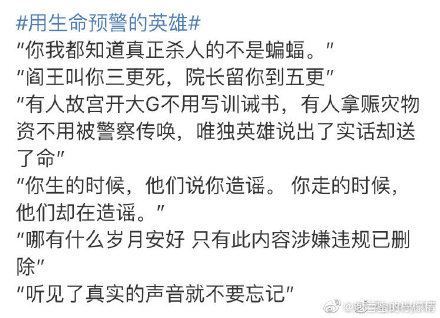 #用生命预警的英雄#
“你我都知道真正杀人的不是蝙蝠。”
“阎王叫你三更死，院长留你到五更”
“有人故宫开大G不用写训诫书，有人拿赈灾物
资不用被警察传唤，唯独英雄说出了实话却送
了命”
“你生的时候，他们说你造谣。 你走的时候，
他们却在造谣。”
“哪有什么岁月安好 只有此内容涉嫌违规已删
除”
“听见了真实的声音就不要忘记”